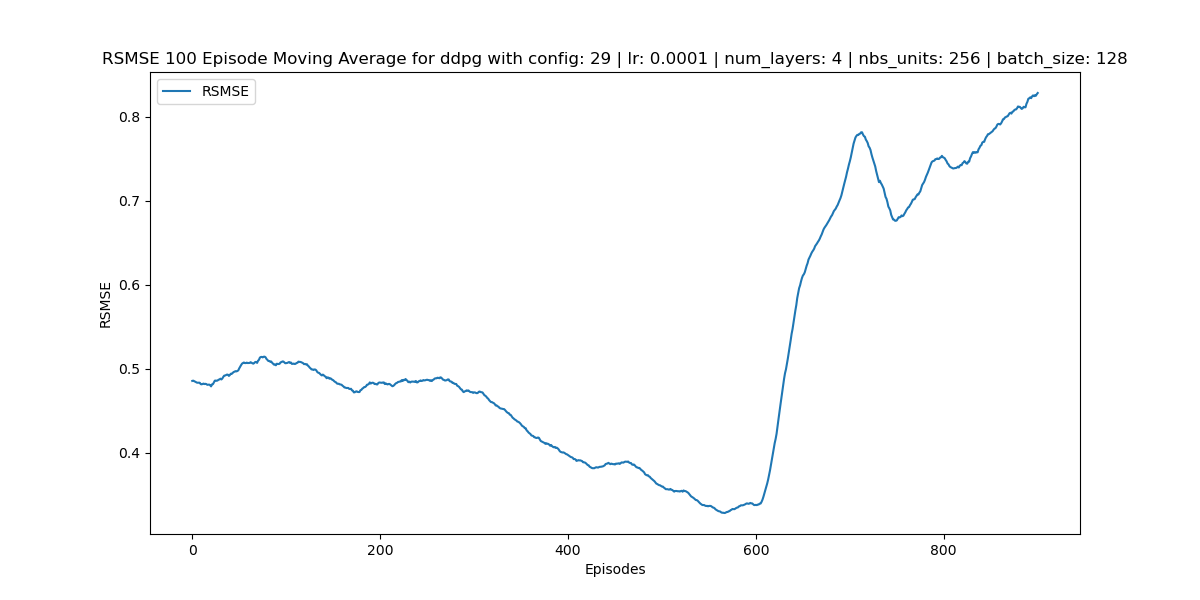 RSMSE 100 Episode Moving Average for ddpg with config: 29 | lr: 0.0001 | num_layers: 4 | nbs_units: 256 | batch_size: 128
RSMSE
0.8
0.7
0.6
0.5
0.4
RSMSE
0 200 400 600 800
Episodes